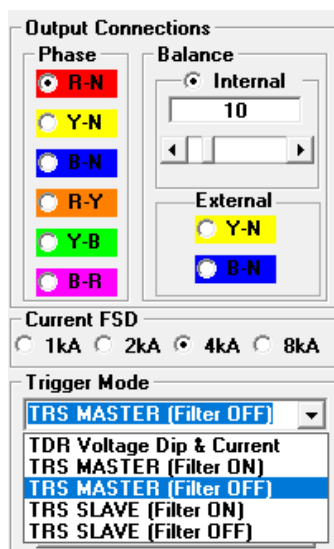 Output Connections
Phase
Balance
R-N
Y-N
B-N
R-Y
Y-B
B-R
Internal
10
External
Y-N
B-N
Current FSD
1kA 2kA 4kA 8kA
Trigger Mode
TRS MASTER (Filter OFF)
TDR Voltage Dip & Current
TRS MASTER (Filter ON)
TRS MASTER (Filter OFF)
TRS SLAVE (Filter ON)
TRS SLAVE (Filter OFF)